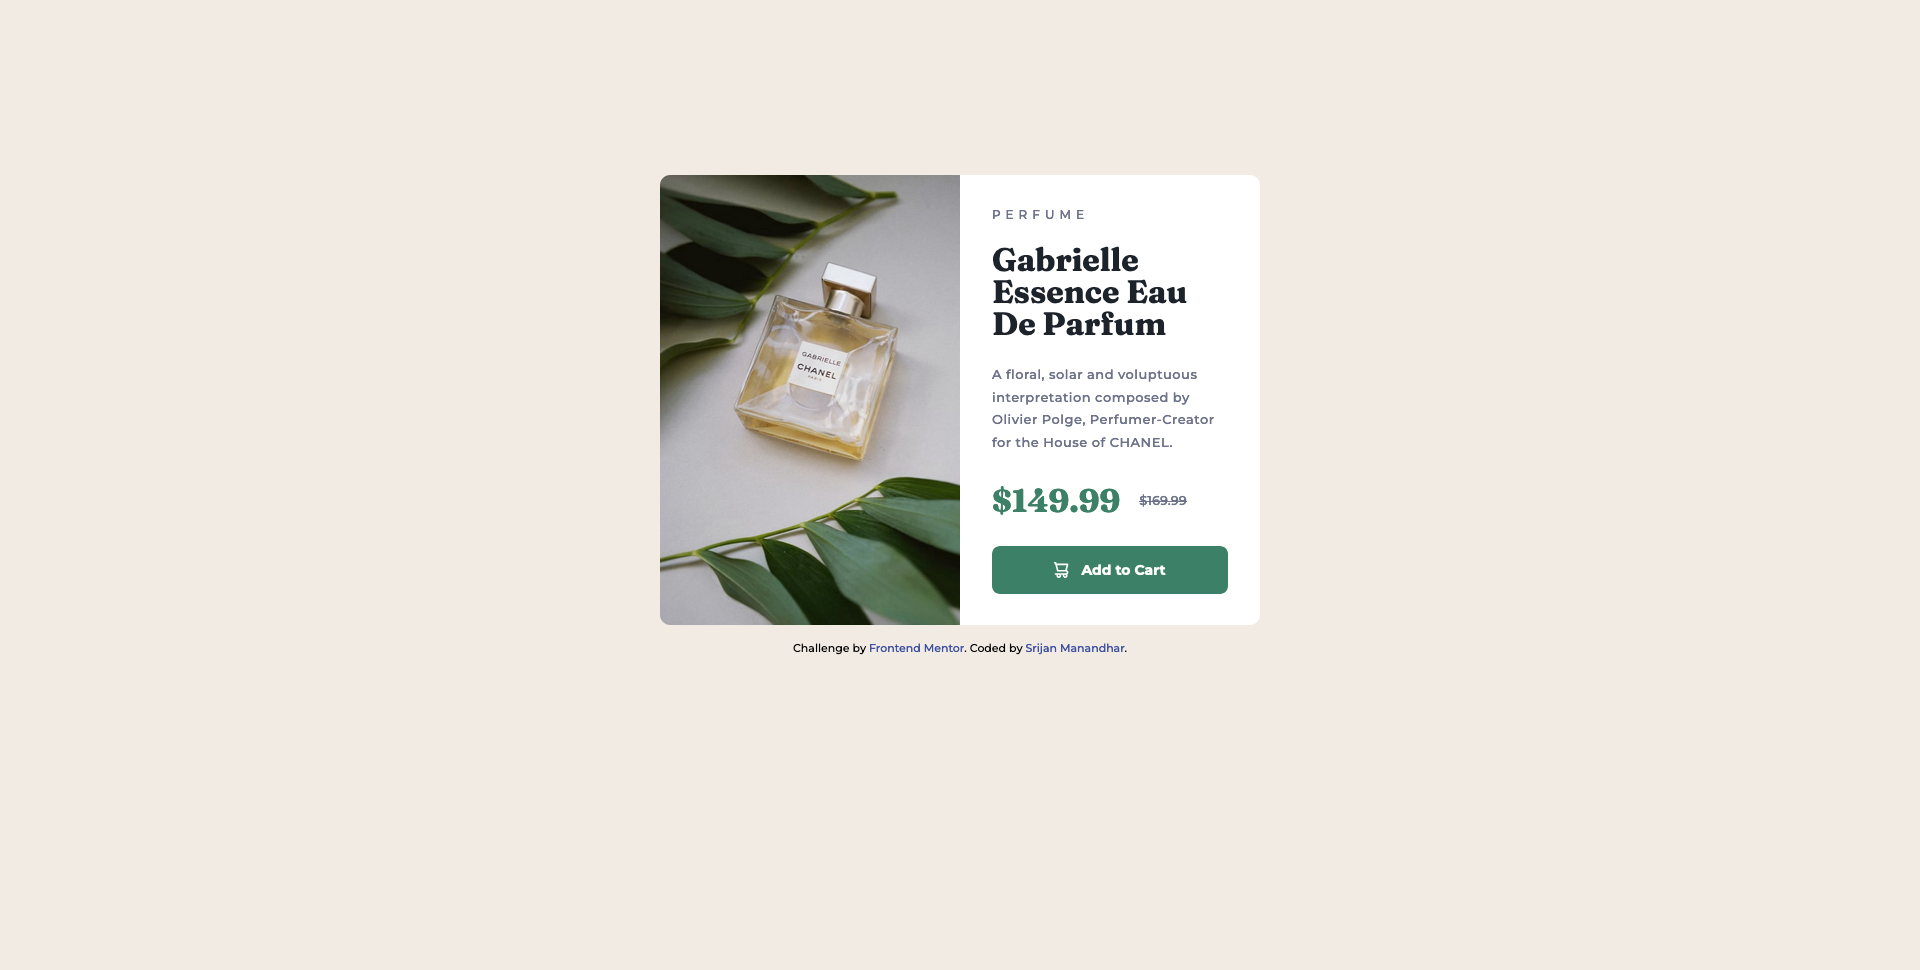 GABRIELLE
CHANEL
PARIS
PERFUME
Gabrielle
Essence Eau
De Parfum
A floral, solar and voluptuous
interpretation composed by
Olivier Polge, Perfumer-Creator
for the House of CHANEL.
$149.99 $169.99
Add to Cart
Challenge by Frontend Mentor. Coded by Srijan Manandhar.